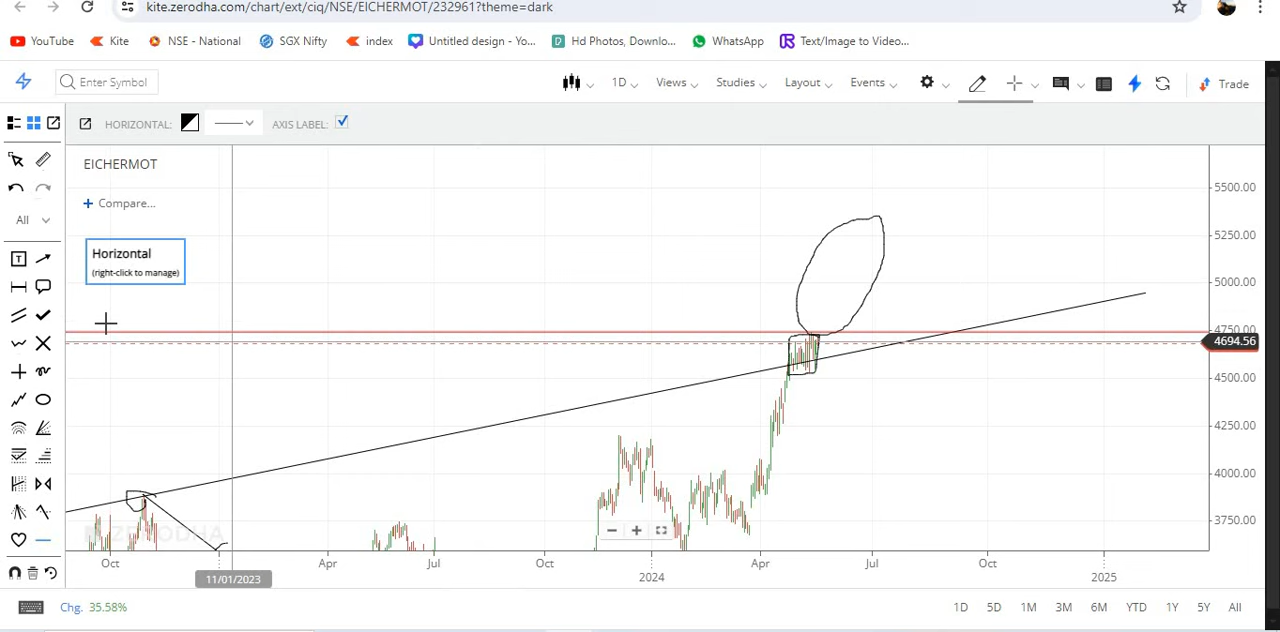 kite.zerodha.com/chart/ext/ciq/NSE/EICHERMOT/232961?theme=dark
YouTube Kite NSE - National SGX Nifty index Untitled design - Yo... Hd Photos, Downlo... WhatsApp Text/Image to Video...
Enter Symbol 1D Views Studies Layout Events Trade
HORIZONTAL: AXIS LABEL:
EICHERMOT
+ Compare...
All
Horizontal
(right-click to manage)
5500.00
5250.00
5000.00
4750.00
4694.56
4500.00
4250.00
4000.00
3750.00
ZERODHA
Oct Apr Jul Oct 2024 Apr Jul Oct 2025
11/01/2023
Chg. 35.58% 1D 5D 1M 3M 6M YTD 1Y 5Y All